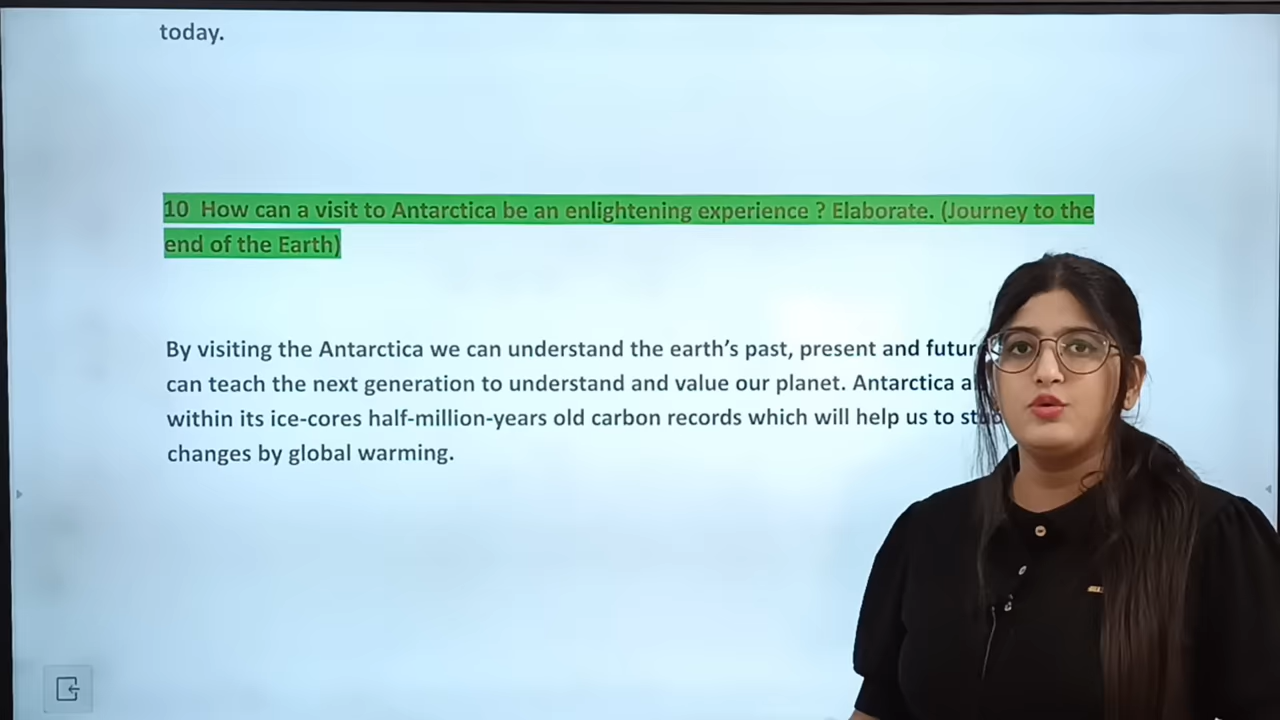 today.
10 How can a visit to Antarctica be an enlightening experience ? Elaborate. (Journey to the
end of the Earth)
By visiting the Antarctica we can understand the earth’s past, present and
can teach the next generation to understand and value our planet. Antarctica
within its ice-cores half-million-years old carbon records which will help us to
changes by global warming.